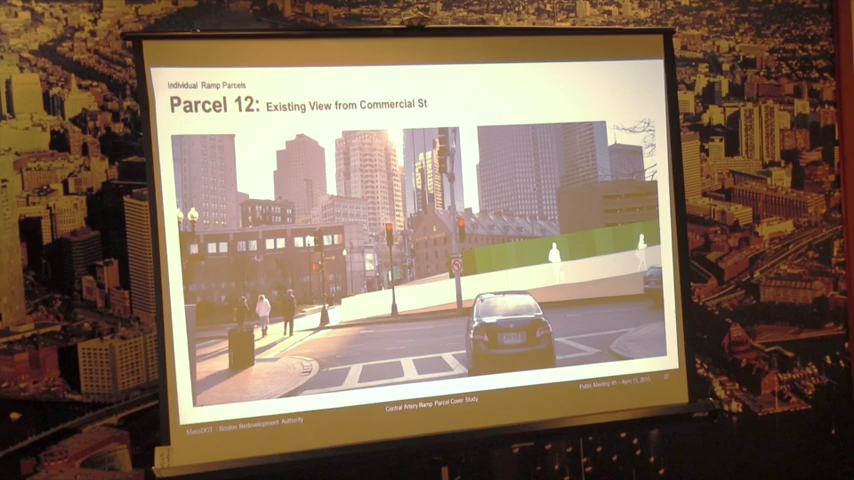 Individual Ramp Parcels
Parcel 12: Existing View from Commercial St
MassDOT | Boston Redevelopment Authority
Central Artery Ramp Parcel Cover Study
Public Meeting #3 - April 13, 2015